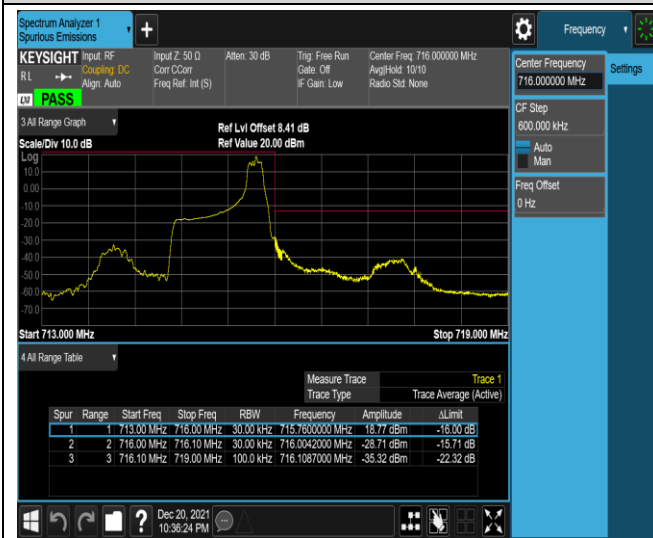 Spectrum Analyzer 1
Spurious Emissions
Frequency
KEYSIGHT
RL
LXI PASS
Input: RF
Coupling: DC
Align: Auto
Input Z: 50 Ω
Corr CCorr
Freq Ref: Int (S)
Atten: 30 dB
Trig: Free Run
Gate: Off
IF Gain: Low
Center Freq: 716.000000 MHz
Avg|Hold: 10/10
Radio Std: None
3 All Range Graph
Scale/Div 10.0 dB
Ref Lvl Offset 8.41 dB
Ref Value 20.00 dBm
Log
10.0
0.00
-10.0
-20.0
-30.0
-40.0
-50.0
-60.0
-70.0
Start 713.000 MHz
Stop 719.000 MHz
4 All Range Table
Measure Trace Trace 1
Trace Type Trace Average (Active)
Spur Range Start Freq Stop Freq RBW Frequency Amplitude ΔLimit
1 1 713.00 MHz 716.00 MHz 30.00 kHz 715.7600000 MHz 18.77 dBm -16.00 dB
2 2 716.00 MHz 716.10 MHz 30.00 kHz 716.0042000 MHz -28.71 dBm -15.71 dB
3 3 716.10 MHz 719.00 MHz 100.0 kHz 716.1087000 MHz -35.32 dBm -22.32 dB
Center Frequency
716.000000 MHz
Settings
CF Step
600.000 kHz
Auto
Man
Freq Offset
0 Hz
Dec 20, 2021
10:36:24 PM